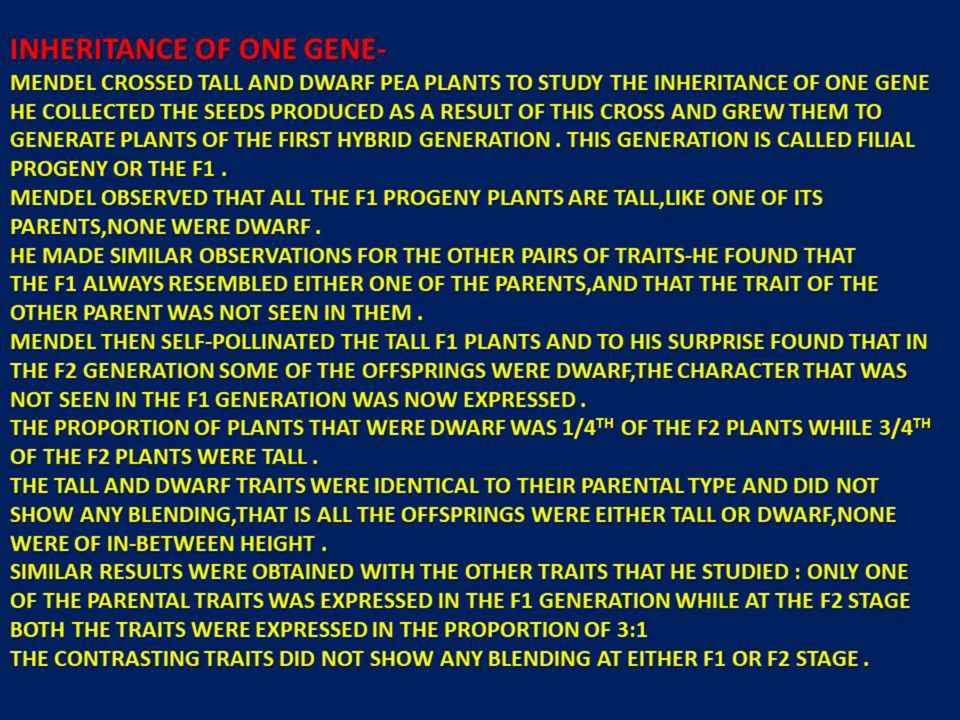 INHERITANCE OF ONE GENE-
MENDEL CROSSED TALL AND DWARF PEA PLANTS TO STUDY THE INHERITANCE OF ONE GENE
HE COLLECTED THE SEEDS PRODUCED AS A RESULT OF THIS CROSS AND GREW THEM TO
GENERATE PLANTS OF THE FIRST HYBRID GENERATION . THIS GENERATION IS CALLED FILIAL
PROGENY OR THE F1 .
MENDEL OBSERVED THAT ALL THE F1 PROGENY PLANTS ARE TALL,LIKE ONE OF ITS
PARENTS,NONE WERE DWARF .
HE MADE SIMILAR OBSERVATIONS FOR THE OTHER PAIRS OF TRAITS-HE FOUND THAT
THE F1 ALWAYS RESEMBLED EITHER ONE OF THE PARENTS,AND THAT THE TRAIT OF THE
OTHER PARENT WAS NOT SEEN IN THEM .
MENDEL THEN SELF-POLLINATED THE TALL F1 PLANTS AND TO HIS SURPRISE FOUND THAT IN
THE F2 GENERATION SOME OF THE OFFSPRINGS WERE DWARF,THE CHARACTER THAT WAS
NOT SEEN IN THE F1 GENERATION WAS NOW EXPRESSED .
THE PROPORTION OF PLANTS THAT WERE DWARF WAS 1/4TH OF THE F2 PLANTS WHILE 3/4TH
OF THE F2 PLANTS WERE TALL .
THE TALL AND DWARF TRAITS WERE IDENTICAL TO THEIR PARENTAL TYPE AND DID NOT
SHOW ANY BLENDING,THAT IS ALL THE OFFSPRINGS WERE EITHER TALL OR DWARF,NONE
WERE OF IN-BETWEEN HEIGHT .
SIMILAR RESULTS WERE OBTAINED WITH THE OTHER TRAITS THAT HE STUDIED : ONLY ONE
OF THE PARENTAL TRAITS WAS EXPRESSED IN THE F1 GENERATION WHILE AT THE F2 STAGE
BOTH THE TRAITS WERE EXPRESSED IN THE PROPORTION OF 3:1
THE CONTRASTING TRAITS DID NOT SHOW ANY BLENDING AT EITHER F1 OR F2 STAGE .